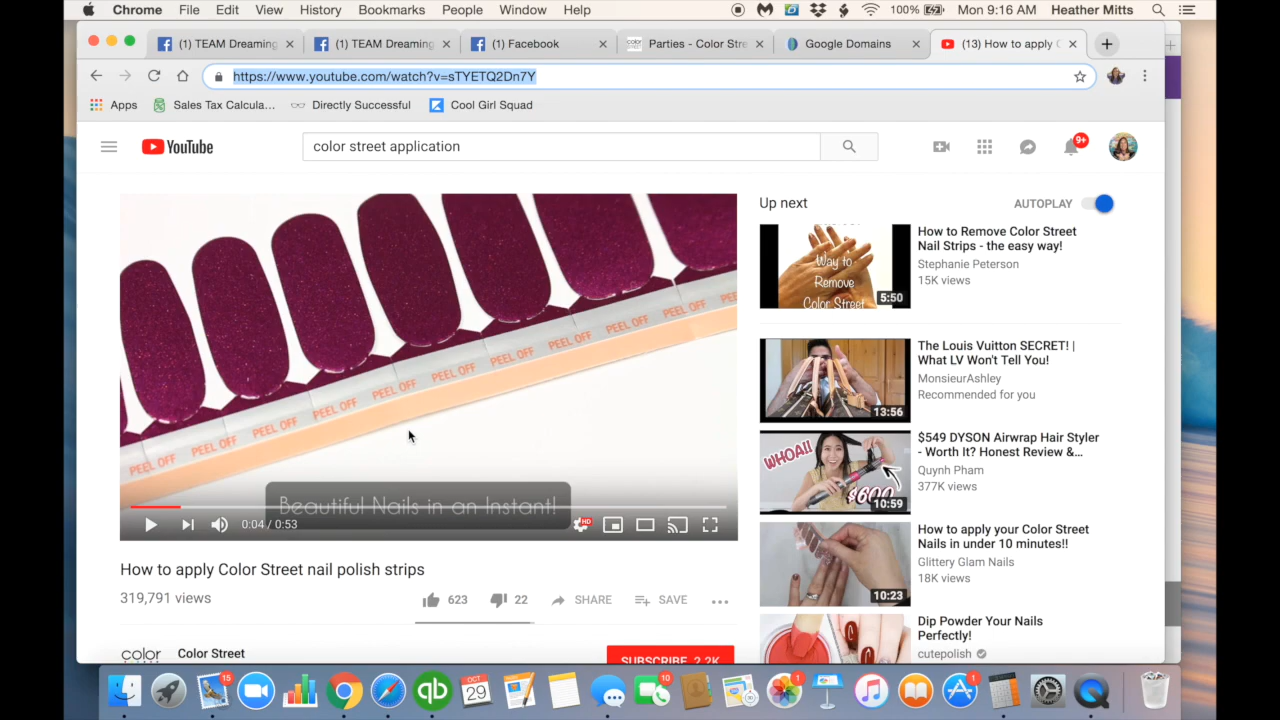 Chrome File Edit View History Bookmarks People Window Help 100% Mon 9:16 AM Heather Mitts
(1) TEAM Dreaming (1) TEAM Dreaming (1) Facebook Parties - Color Stre Google Domains (13) How to apply C
https://www.youtube.com/watch?v=sTYETQ2Dn7Y
Apps Sales Tax Calcula... Directly Successful Cool Girl Squad
YouTube color street application 9+
PEEL OFF PEEL OFF PEEL OFF PEEL OFF PEEL OFF PEEL OFF PEEL OFF PEEL OFF PEEL OFF PEEL OFF PEE
Beautiful Nails in an Instant!
0:04 / 0:53 HD
How to apply Color Street nail polish strips
319,791 views
623 22 SHARE SAVE
color Color Street
SUBSCRIBE 2.2K
Up next AUTOPLAY
Way to
Remove
Color Street
5:50
How to Remove Color Street
Nail Strips - the easy way!
Stephanie Peterson
15K views
13:56
The Louis Vuitton SECRET! |
What LV Won't Tell You!
MonsieurAshley
Recommended for you
WHOA!!
$600
10:59
$549 DYSON Airwrap Hair Styler
- Worth It? Honest Review &...
Quynh Pham
377K views
10:23
How to apply your Color Street
Nails in under 10 minutes!!
Glittery Glam Nails
18K views
Dip Powder Your Nails
Perfectly!
cutepolish
15 qb OCT 29 10 1 1